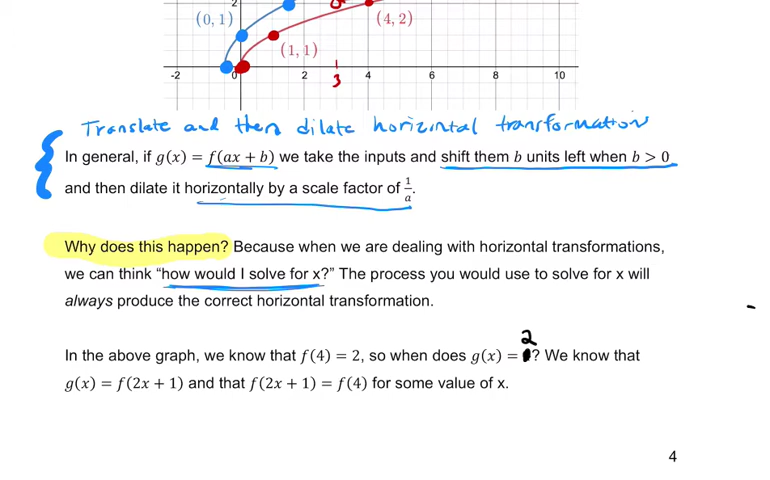 2
(0, 1)
(4, 2)
(1, 1)
-2 0 2 4 6 8 10
3
Translate and then dilate horizontal transformation
In general, if g(x) = f(ax + b) we take the inputs and shift them b units left when b > 0
and then dilate it horizontally by a scale factor of 1/a.
Why does this happen? Because when we are dealing with horizontal transformations,
we can think “how would I solve for x?” The process you would use to solve for x will
always produce the correct horizontal transformation.
2
In the above graph, we know that f(4) = 2, so when does g(x) = ? We know that
g(x) = f(2x + 1) and that f(2x + 1) = f(4) for some value of x.
4